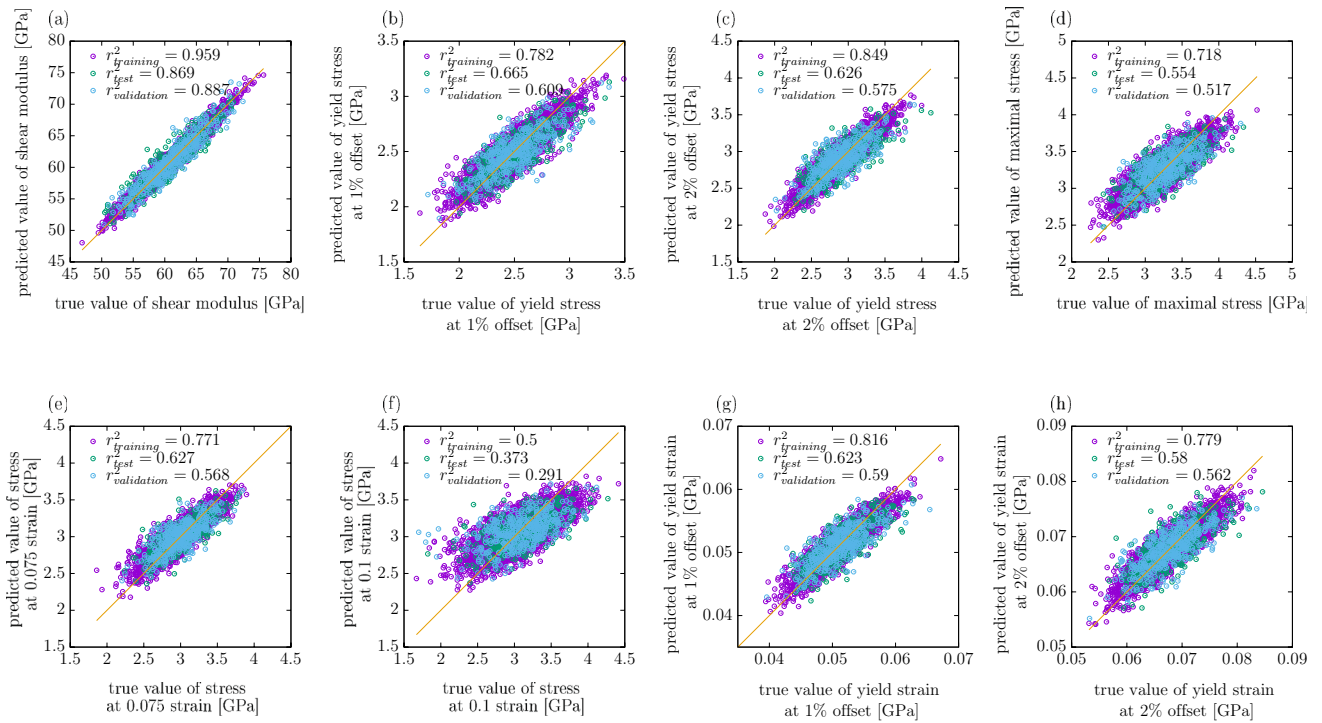 (a)
predicted value of shear modulus [GPa]
80
75
70
65
60
55
50
45
r²training = 0.959
r²test = 0.869
r²validation = 0.887
45 50 55 60 65 70 75 80
true value of shear modulus [GPa]
(b)
predicted value of yield stress
at 1% offset [GPa]
3.5
3
2.5
2
1.5
r²training = 0.782
r²test = 0.665
r²validation = 0.609
1.5 2 2.5 3 3.5
true value of yield stress
at 1% offset [GPa]
(c)
predicted value of yield stress
at 2% offset [GPa]
4.5
4
3.5
3
2.5
2
1.5
r²training = 0.849
r²test = 0.626
r²validation = 0.575
1.5 2 2.5 3 3.5 4 4.5
true value of yield stress
at 2% offset [GPa]
(d)
predicted value of maximal stress [GPa]
5
4.5
4
3.5
3
2.5
2
r²training = 0.718
r²test = 0.554
r²validation = 0.517
2 2.5 3 3.5 4 4.5 5
true value of maximal stress [GPa]
(e)
predicted value of stress
at 0.075 strain [GPa]
4.5
4
3.5
3
2.5
2
1.5
r²training = 0.771
r²test = 0.627
r²validation = 0.568
1.5 2 2.5 3 3.5 4 4.5
true value of stress
at 0.075 strain [GPa]
(f)
predicted value of stress
at 0.1 strain [GPa]
4.5
4
3.5
3
2.5
2
1.5
r²training = 0.5
r²test = 0.373
r²validation = 0.291
1.5 2 2.5 3 3.5 4 4.5
true value of stress
at 0.1 strain [GPa]
(g)
predicted value of yield strain
at 1% offset [GPa]
0.07
0.06
0.05
0.04
r²training = 0.816
r²test = 0.623
r²validation = 0.59
0.04 0.05 0.06 0.07
true value of yield strain
at 1% offset [GPa]
(h)
predicted value of yield strain
at 2% offset [GPa]
0.09
0.08
0.07
0.06
0.05
r²training = 0.779
r²test = 0.58
r²validation = 0.562
0.05 0.06 0.07 0.08 0.09
true value of yield strain
at 2% offset [GPa]